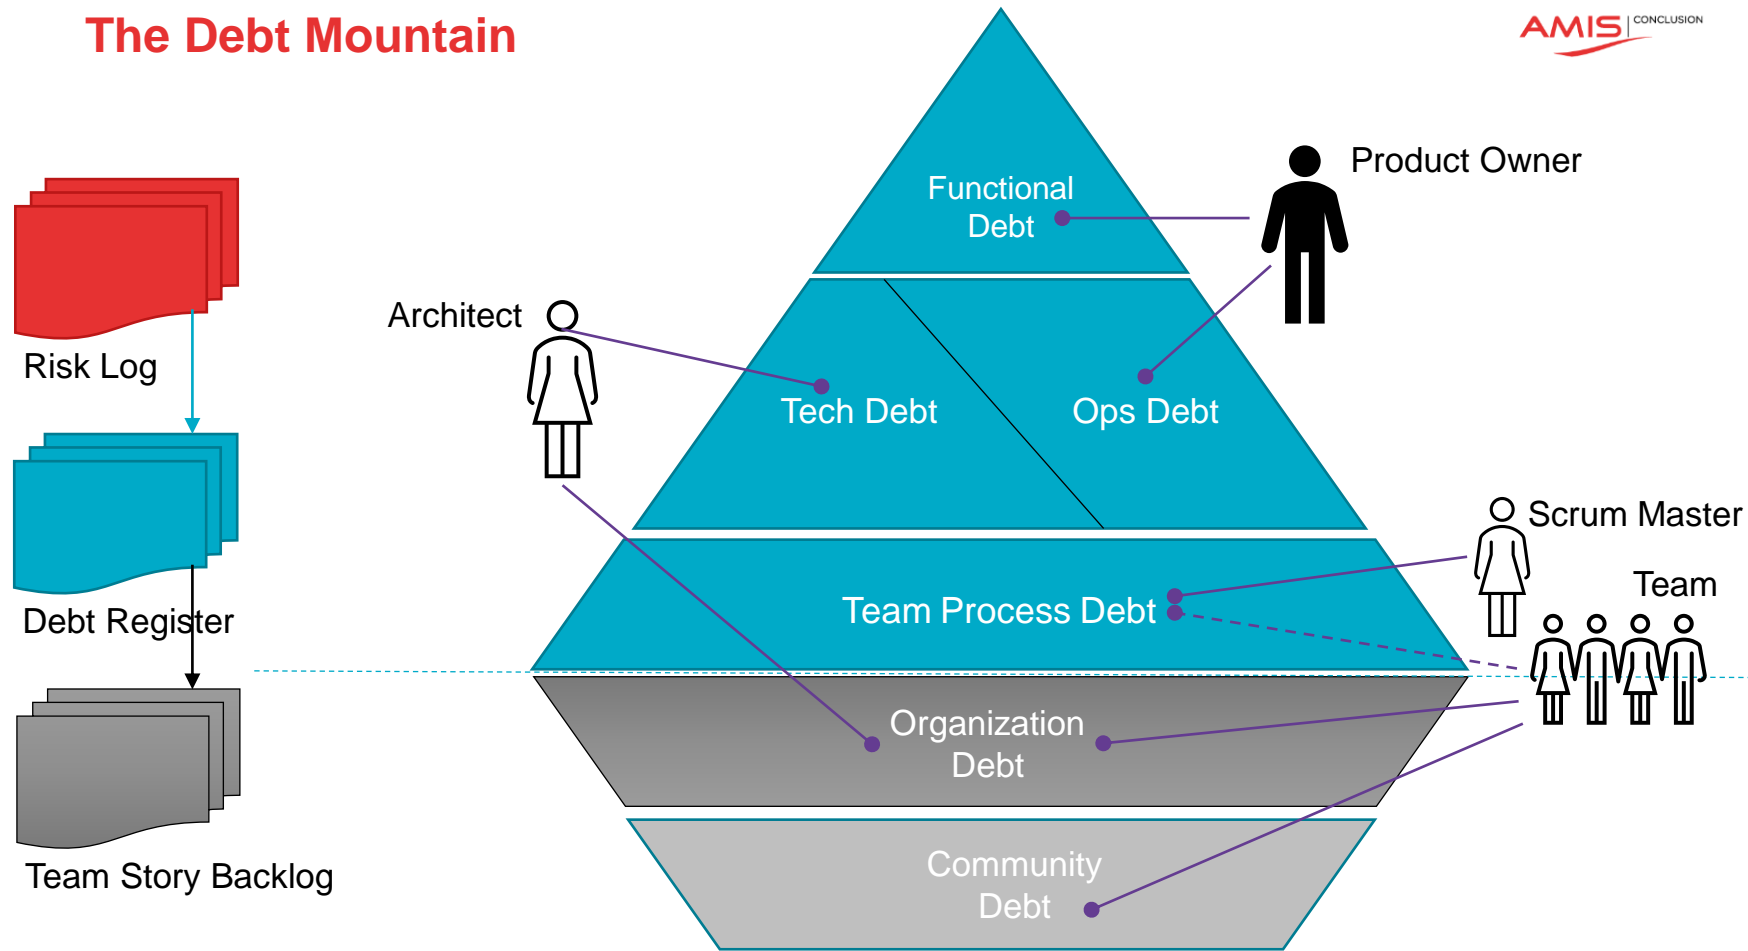 The Debt Mountain
AMIS
CONCLUSION
Product Owner
Functional
Debt
Architect
Risk Log
Tech Debt
Ops Debt
Scrum Master
Team
Team Process Debt
Debt Register
Organization
Debt
Team Story Backlog
Community
Debt